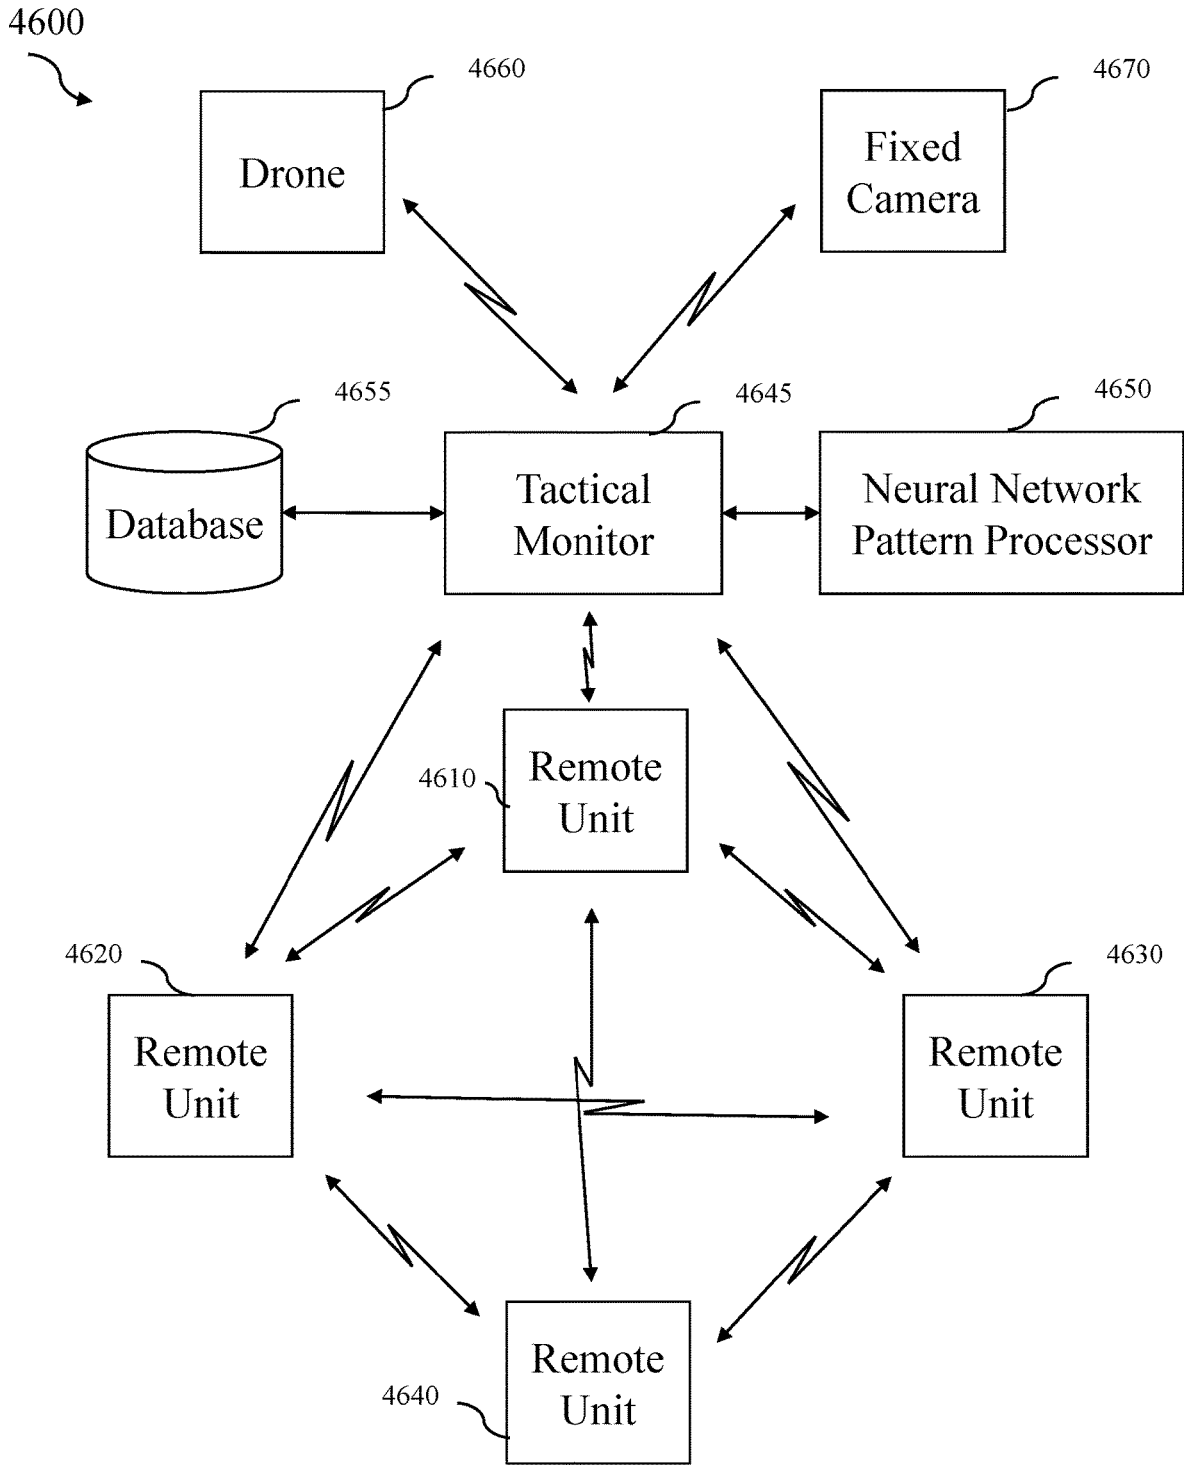 4600
4660
4670
Drone
Fixed
Camera
4655
4645
4650
Database
Tactical
Monitor
Neural Network
Pattern Processor
4610
Remote
Unit
4620
4630
Remote
Unit
Remote
Unit
4640
Remote
Unit